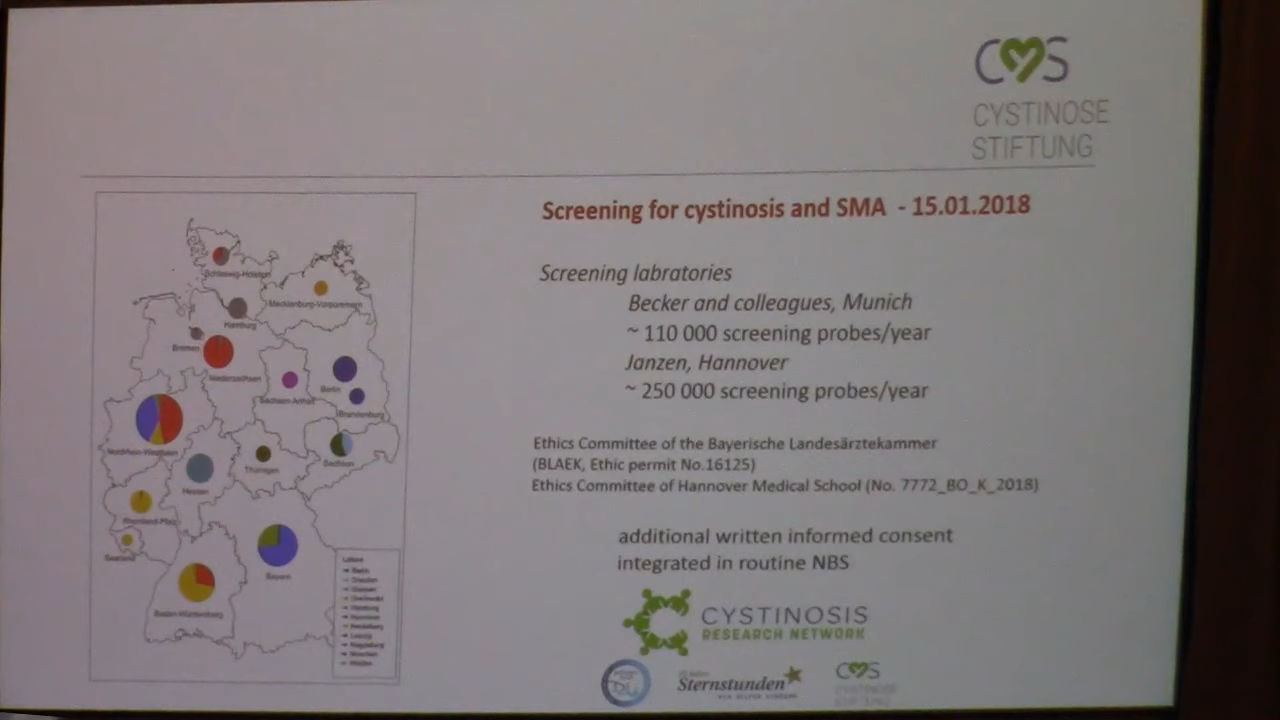 CYSTINOSE
STIFTUNG
Screening for cystinosis and SMA - 15.01.2018
Screening labratories
Becker and colleagues, Munich
~ 110 000 screening probes/year
Janzen, Hannover
~ 250 000 screening probes/year
Ethics Committee of the Bayerische Landesärztekammer
(BLAEK, Ethic permit No.16125)
Ethics Committee of Hannover Medical School (No. 7772_BO_K_2018)
additional written informed consent
integrated in routine NBS
CYSTINOSIS
RESEARCH NETWORK
Sternstunden
CYSTINOSE
STIFTUNG
Schleswig-Holstein
Mecklenburg-Vorpommern
Hamburg
Bremen
Niedersachsen
Sachsen-Anhalt
Berlin
Brandenburg
Nordrhein-Westfalen
Hessen
Thüringen
Sachsen
Rheinland-Pfalz
Saarland
Bayern
Baden-Württemberg